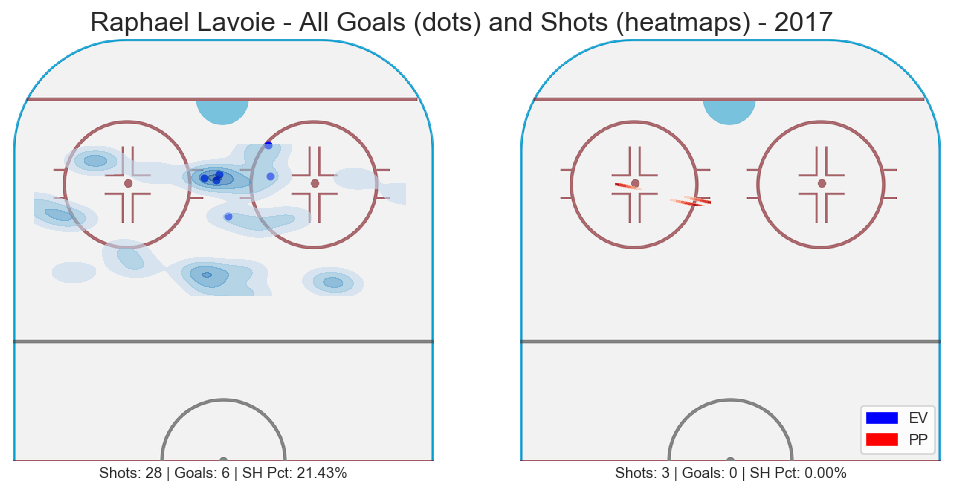 Raphael Lavoie - All Goals (dots) and Shots (heatmaps) - 2017
EV
PP
Shots: 28 | Goals: 6 | SH Pct: 21.43%
Shots: 3 | Goals: 0 | SH Pct: 0.00%